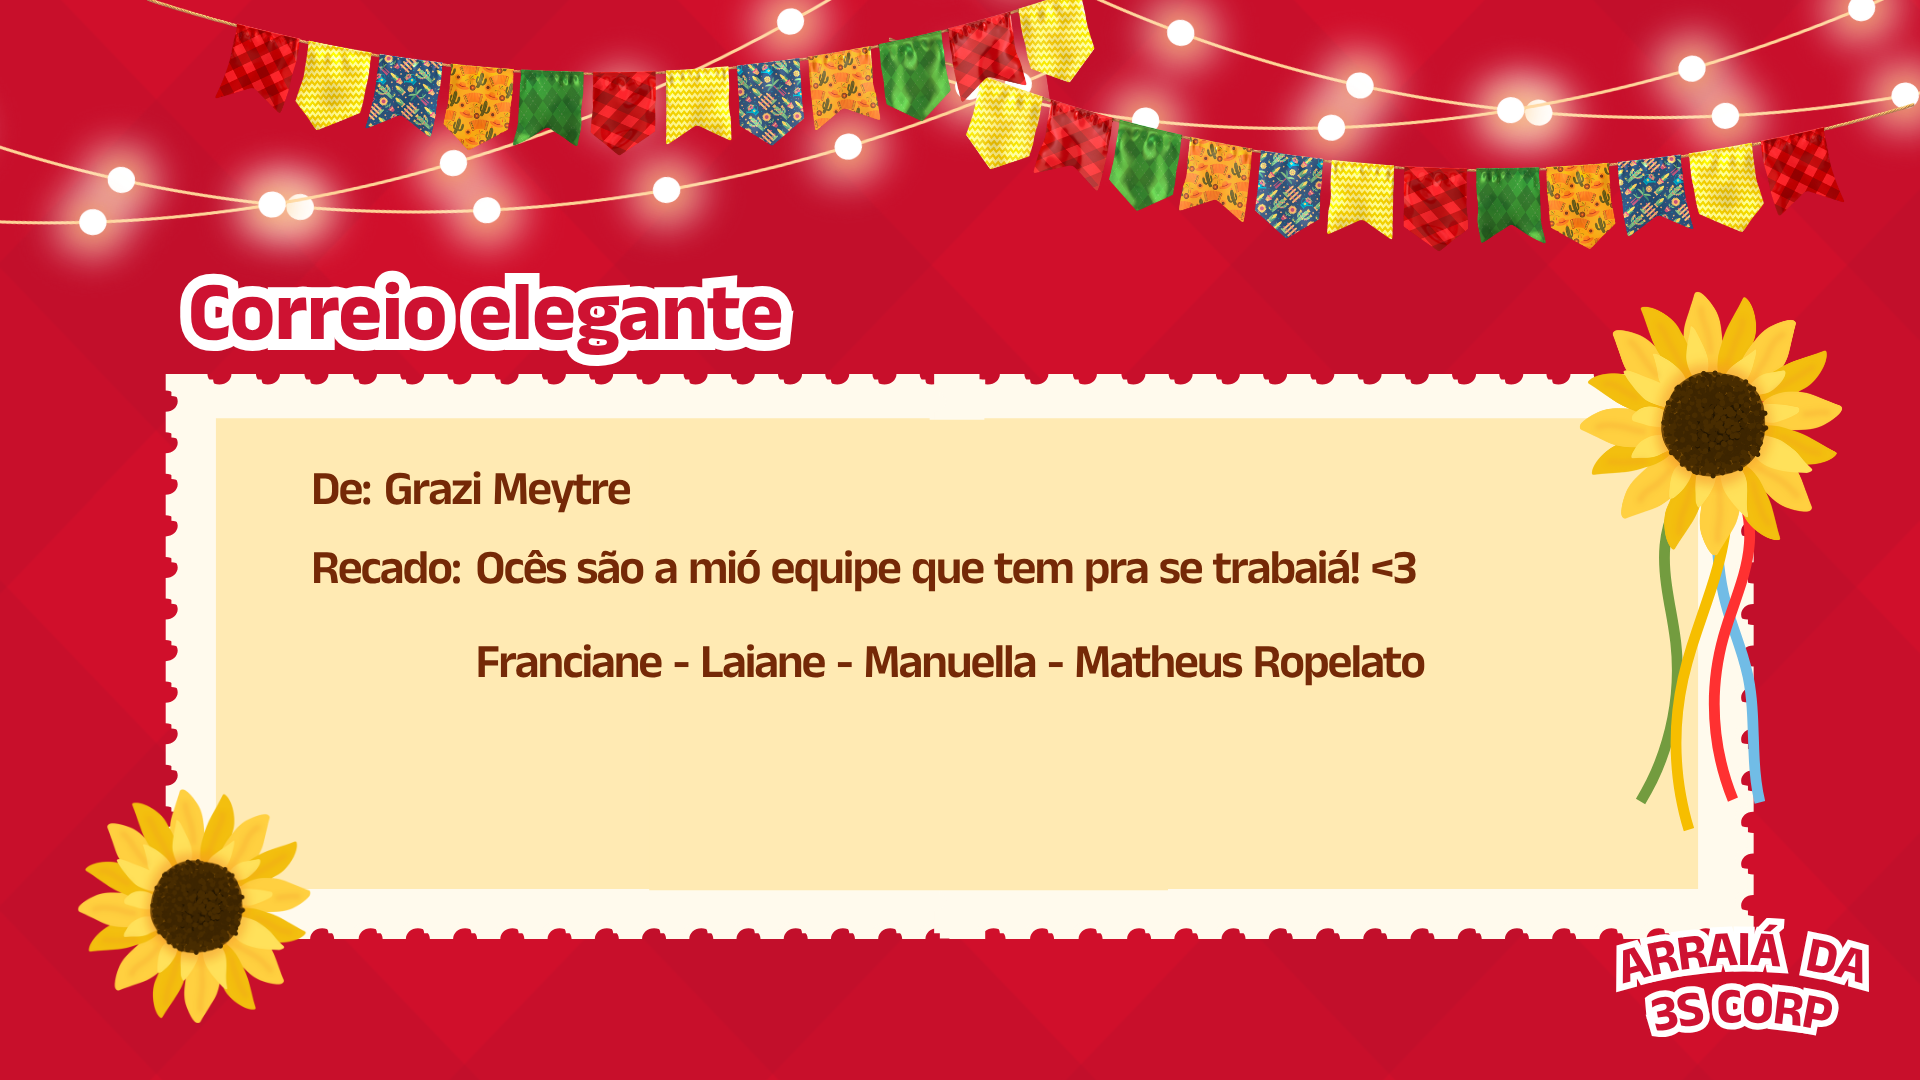 Correio elegante
De: Grazi Meytre
Recado: Ocês são a mió equipe que tem pra se trabaiá! <3
Franciane - Laiane - Manuella - Matheus Ropelato
ARRAIÁ DA
3S CORP